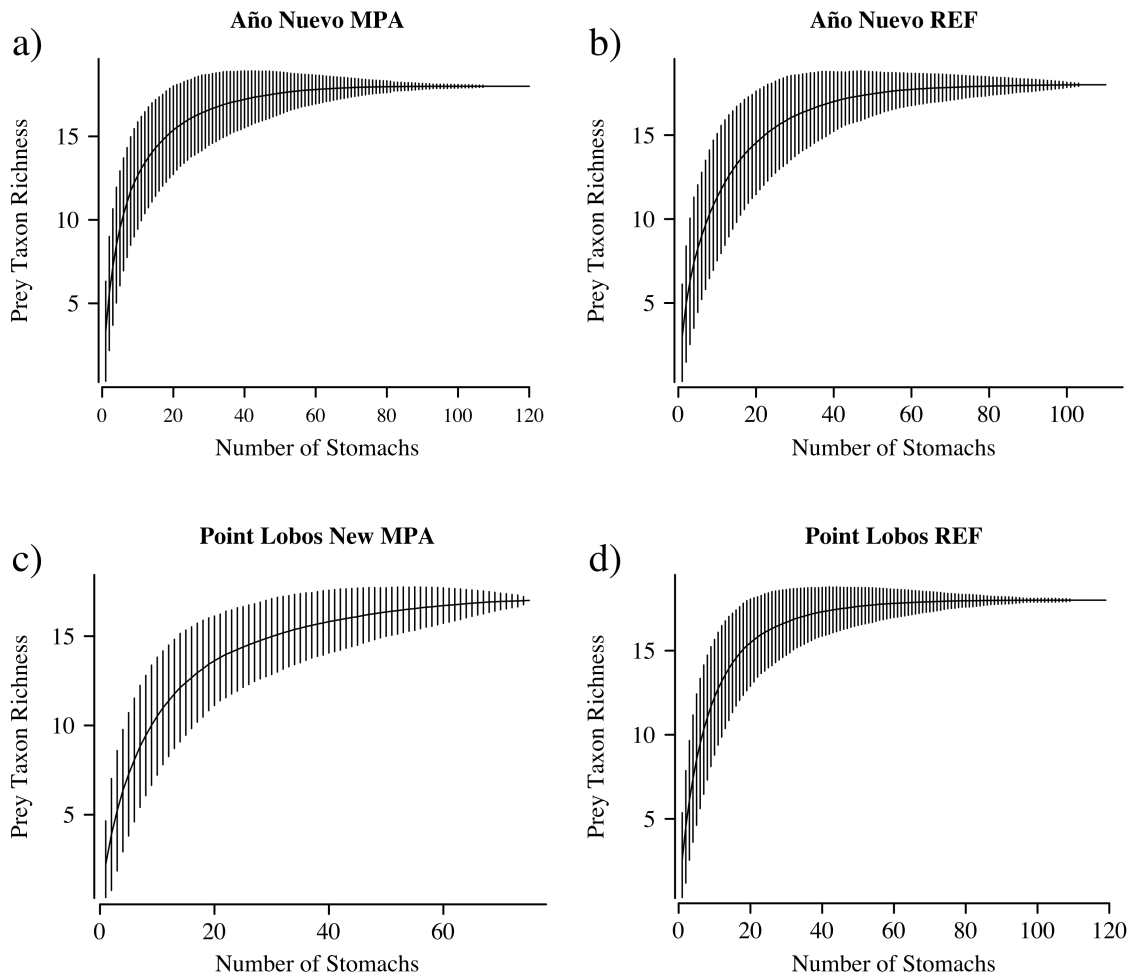 Año Nuevo MPA
a)
Prey Taxon Richness
15
10
5
0 20 40 60 80 100 120
Number of Stomachs
Año Nuevo REF
b)
Prey Taxon Richness
15
10
5
0 20 40 60 80 100
Number of Stomachs
Point Lobos New MPA
c)
Prey Taxon Richness
15
10
5
0 20 40 60
Number of Stomachs
Point Lobos REF
d)
Prey Taxon Richness
15
10
5
0 20 40 60 80 100 120
Number of Stomachs